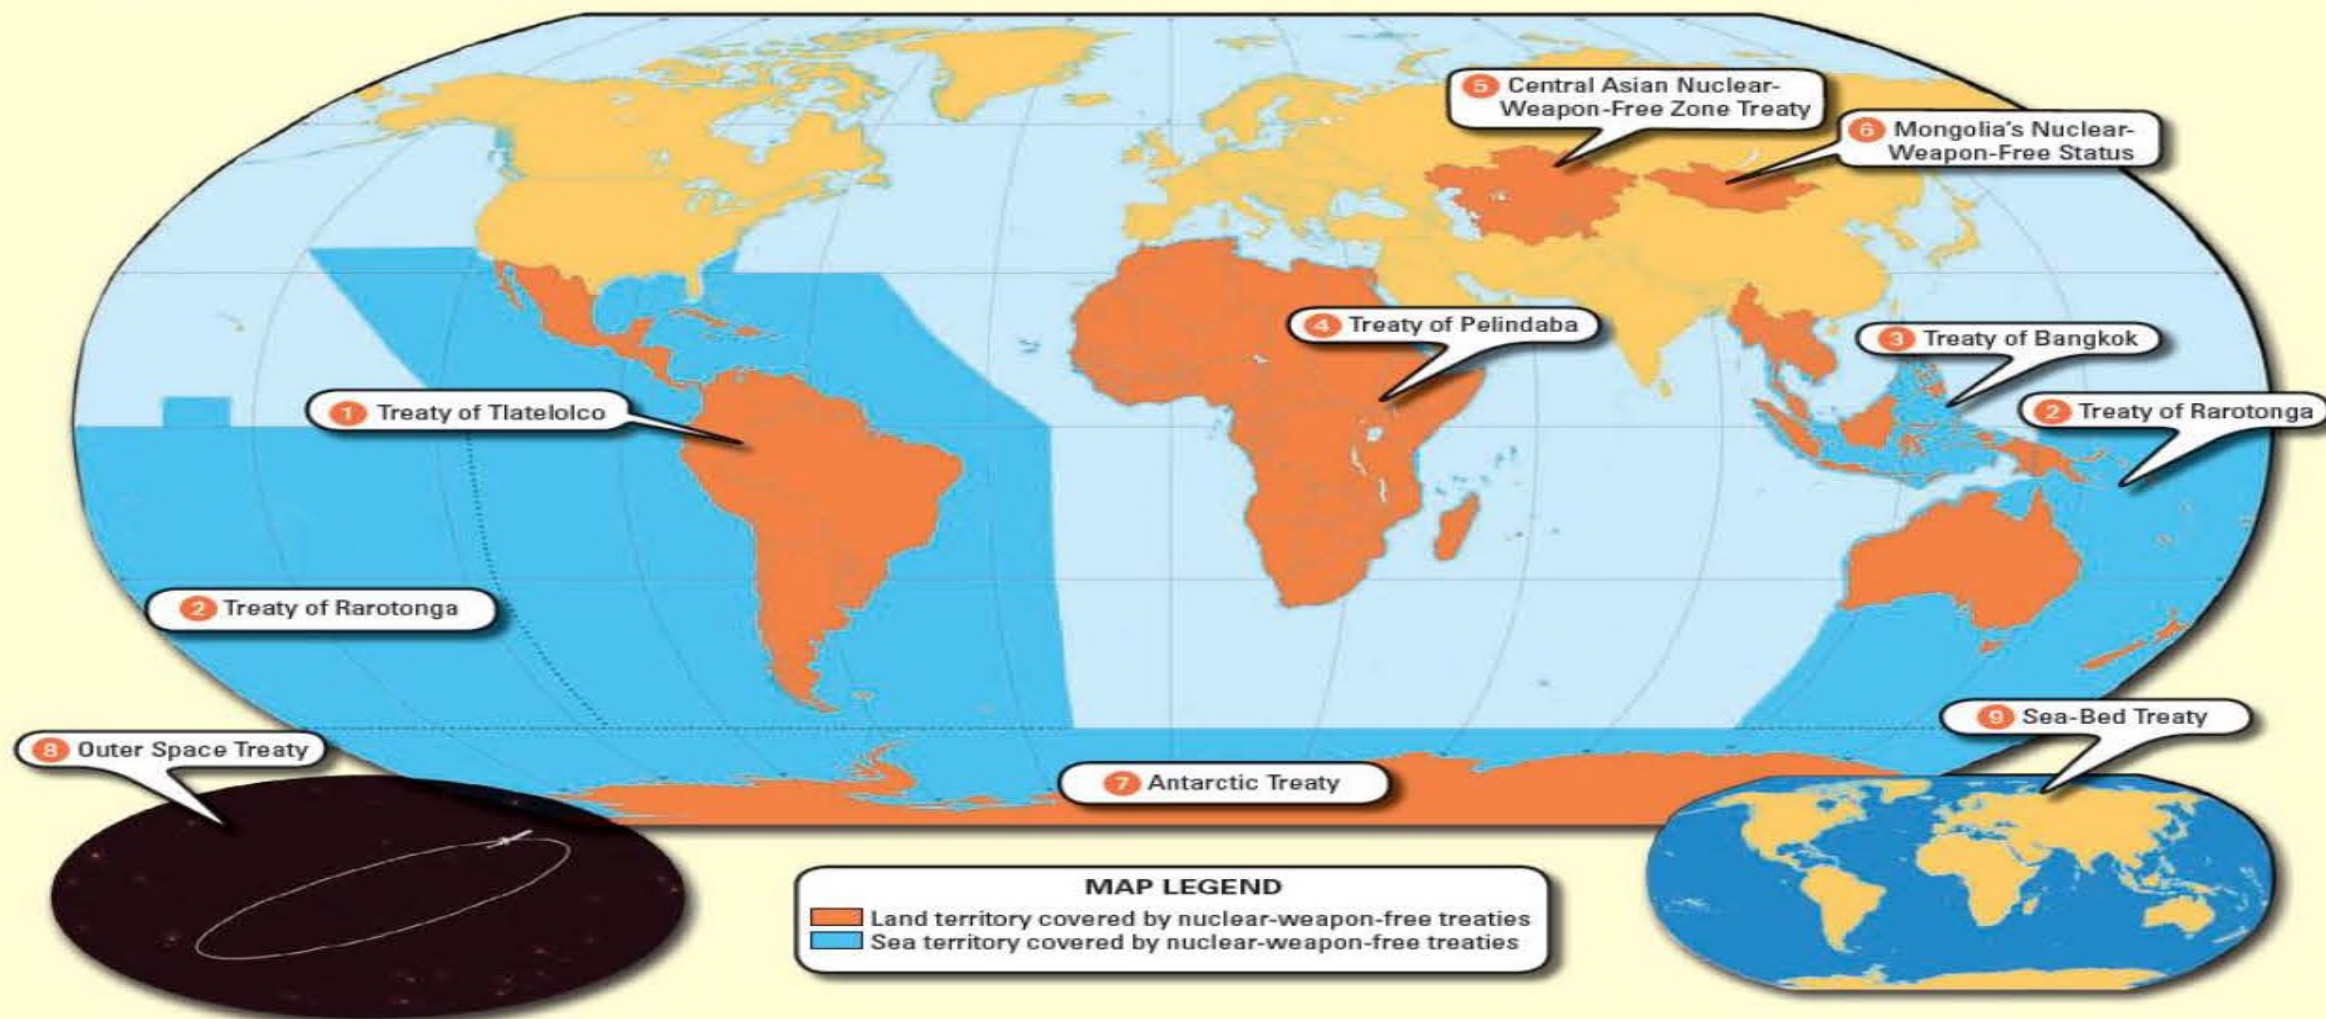 5 Central Asian Nuclear-
Weapon-Free Zone Treaty
6 Mongolia's Nuclear-
Weapon-Free Status
4 Treaty of Pelindaba
3 Treaty of Bangkok
1 Treaty of Tlatelolco
2 Treaty of Rarotonga
2 Treaty of Rarotonga
9 Sea-Bed Treaty
8 Outer Space Treaty
7 Antarctic Treaty
MAP LEGEND
Land territory covered by nuclear-weapon-free treaties
Sea territory covered by nuclear-weapon-free treaties